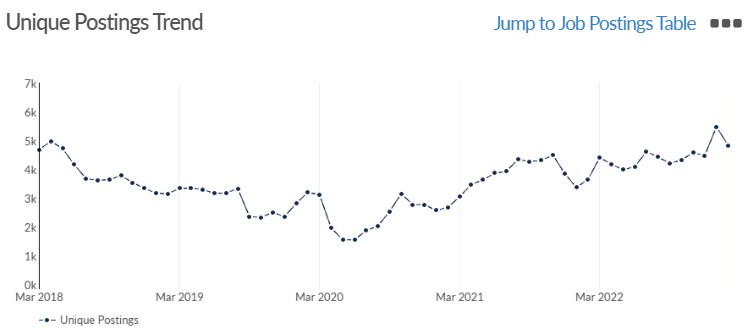 Unique Postings Trend
Jump to Job Postings Table
7k
6k
5k
4k
3k
2k
1k
0k
Mar 2018
Mar 2019
Mar 2020
Mar 2021
Mar 2022
Unique Postings